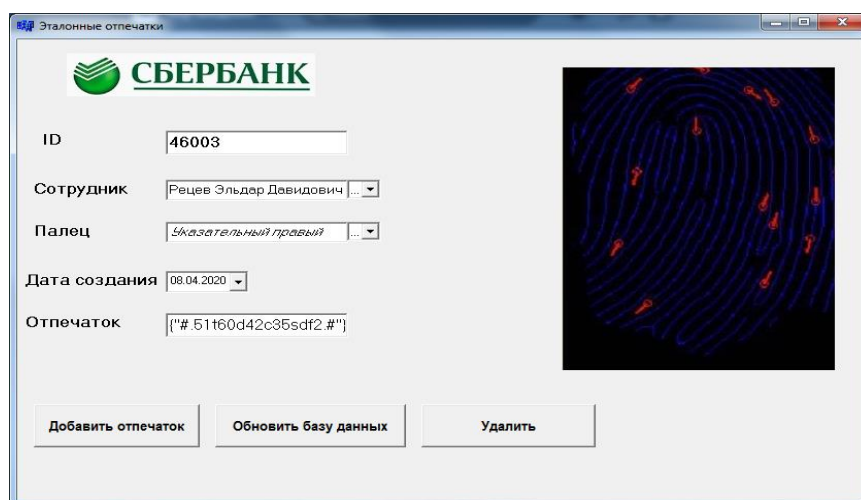 Эталонные отпечатки
СБЕРБАНК
ID 46003
Сотрудник Рецев Эльдар Давидович ...
Палец Указательный правый ...
Дата создания 08.04.2020
Отпечаток {"#.51f60d42c35sdf2.#"}
Добавить отпечаток Обновить базу данных Удалить